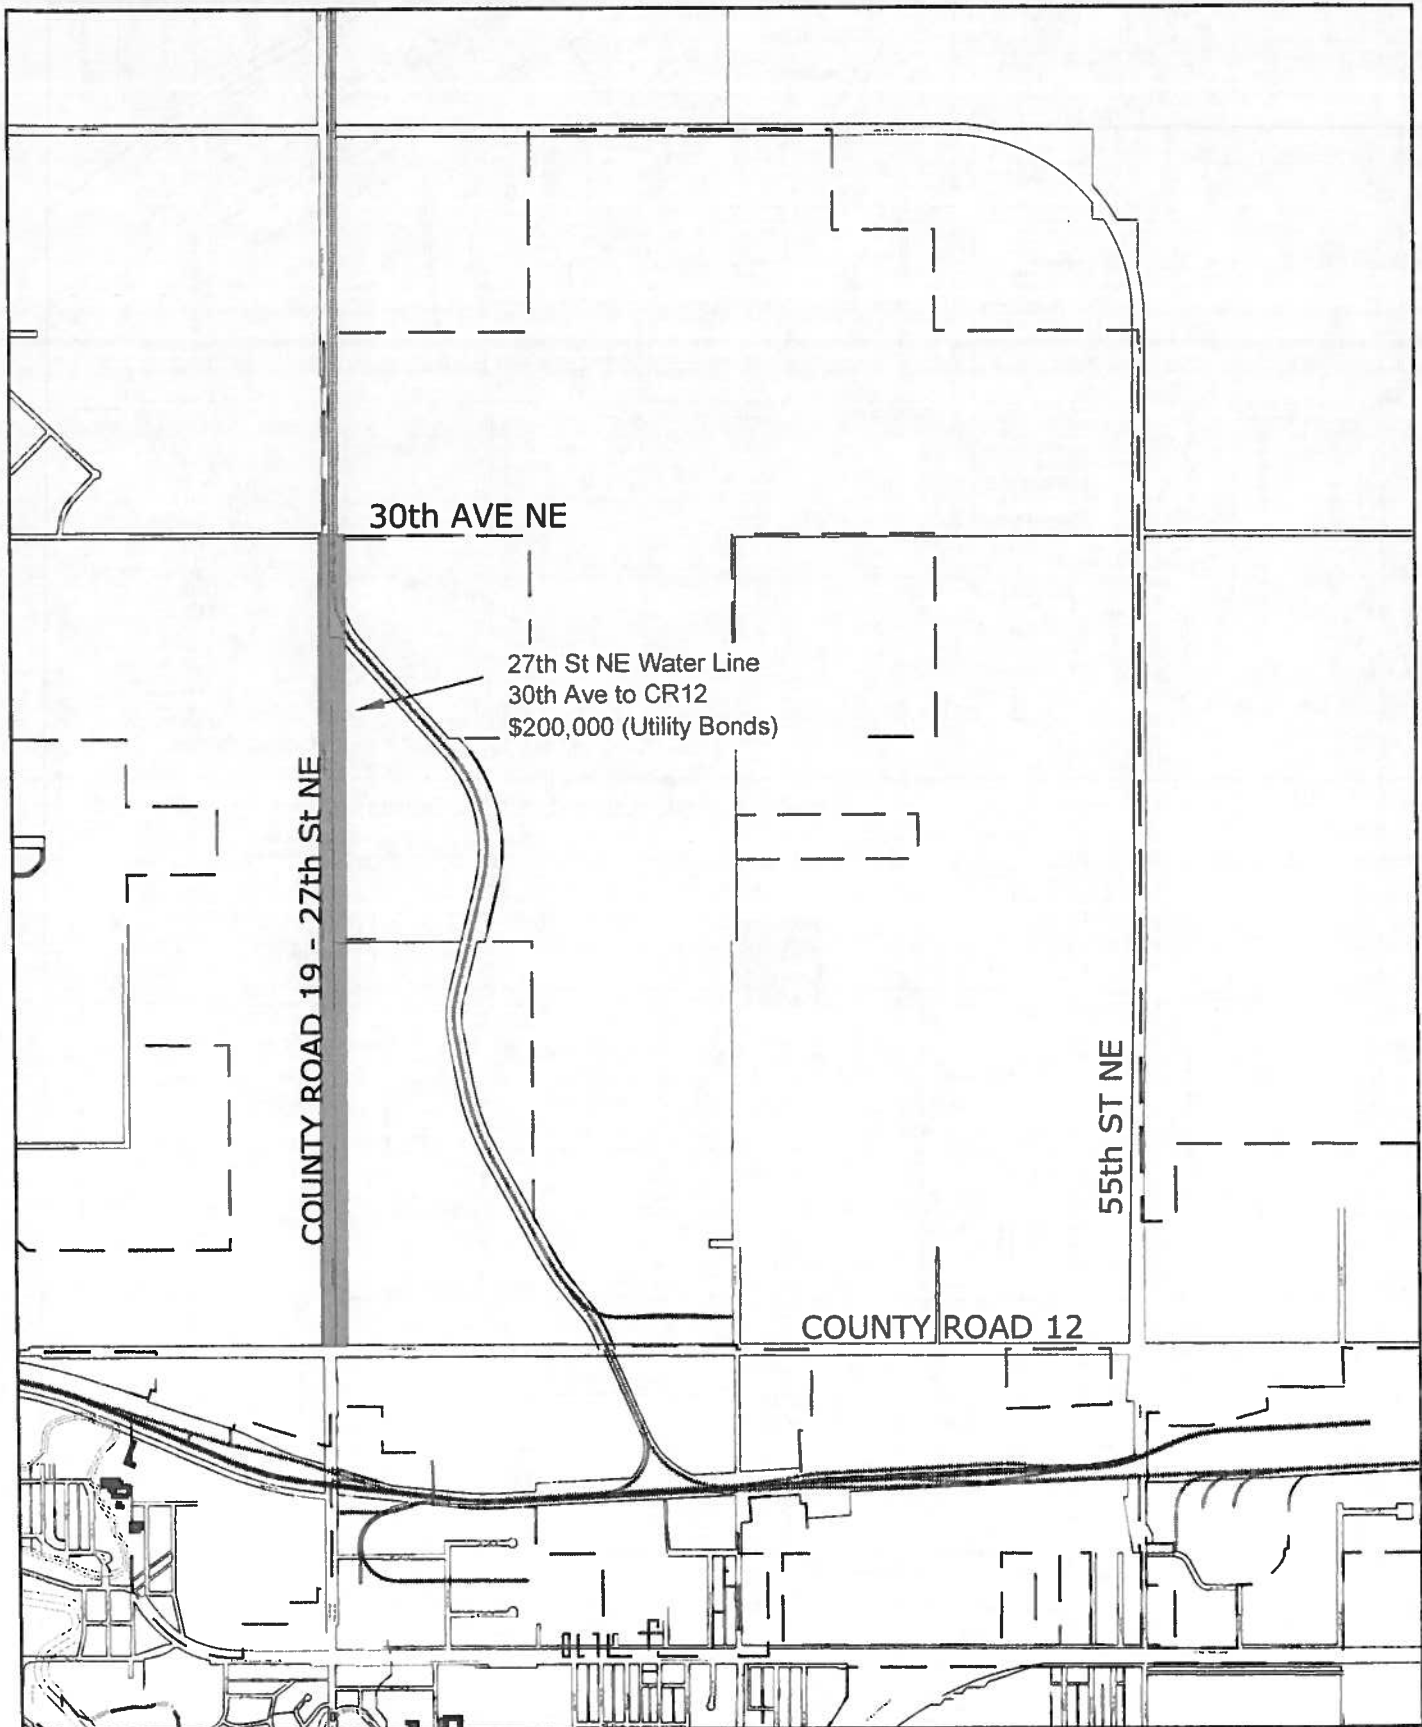 30th AVE NE
27th St NE Water Line
30th Ave to CR12
$200,000 (Utility Bonds)
COUNTY ROAD 19 - 27th St NE
55th ST NE
COUNTY ROAD 12